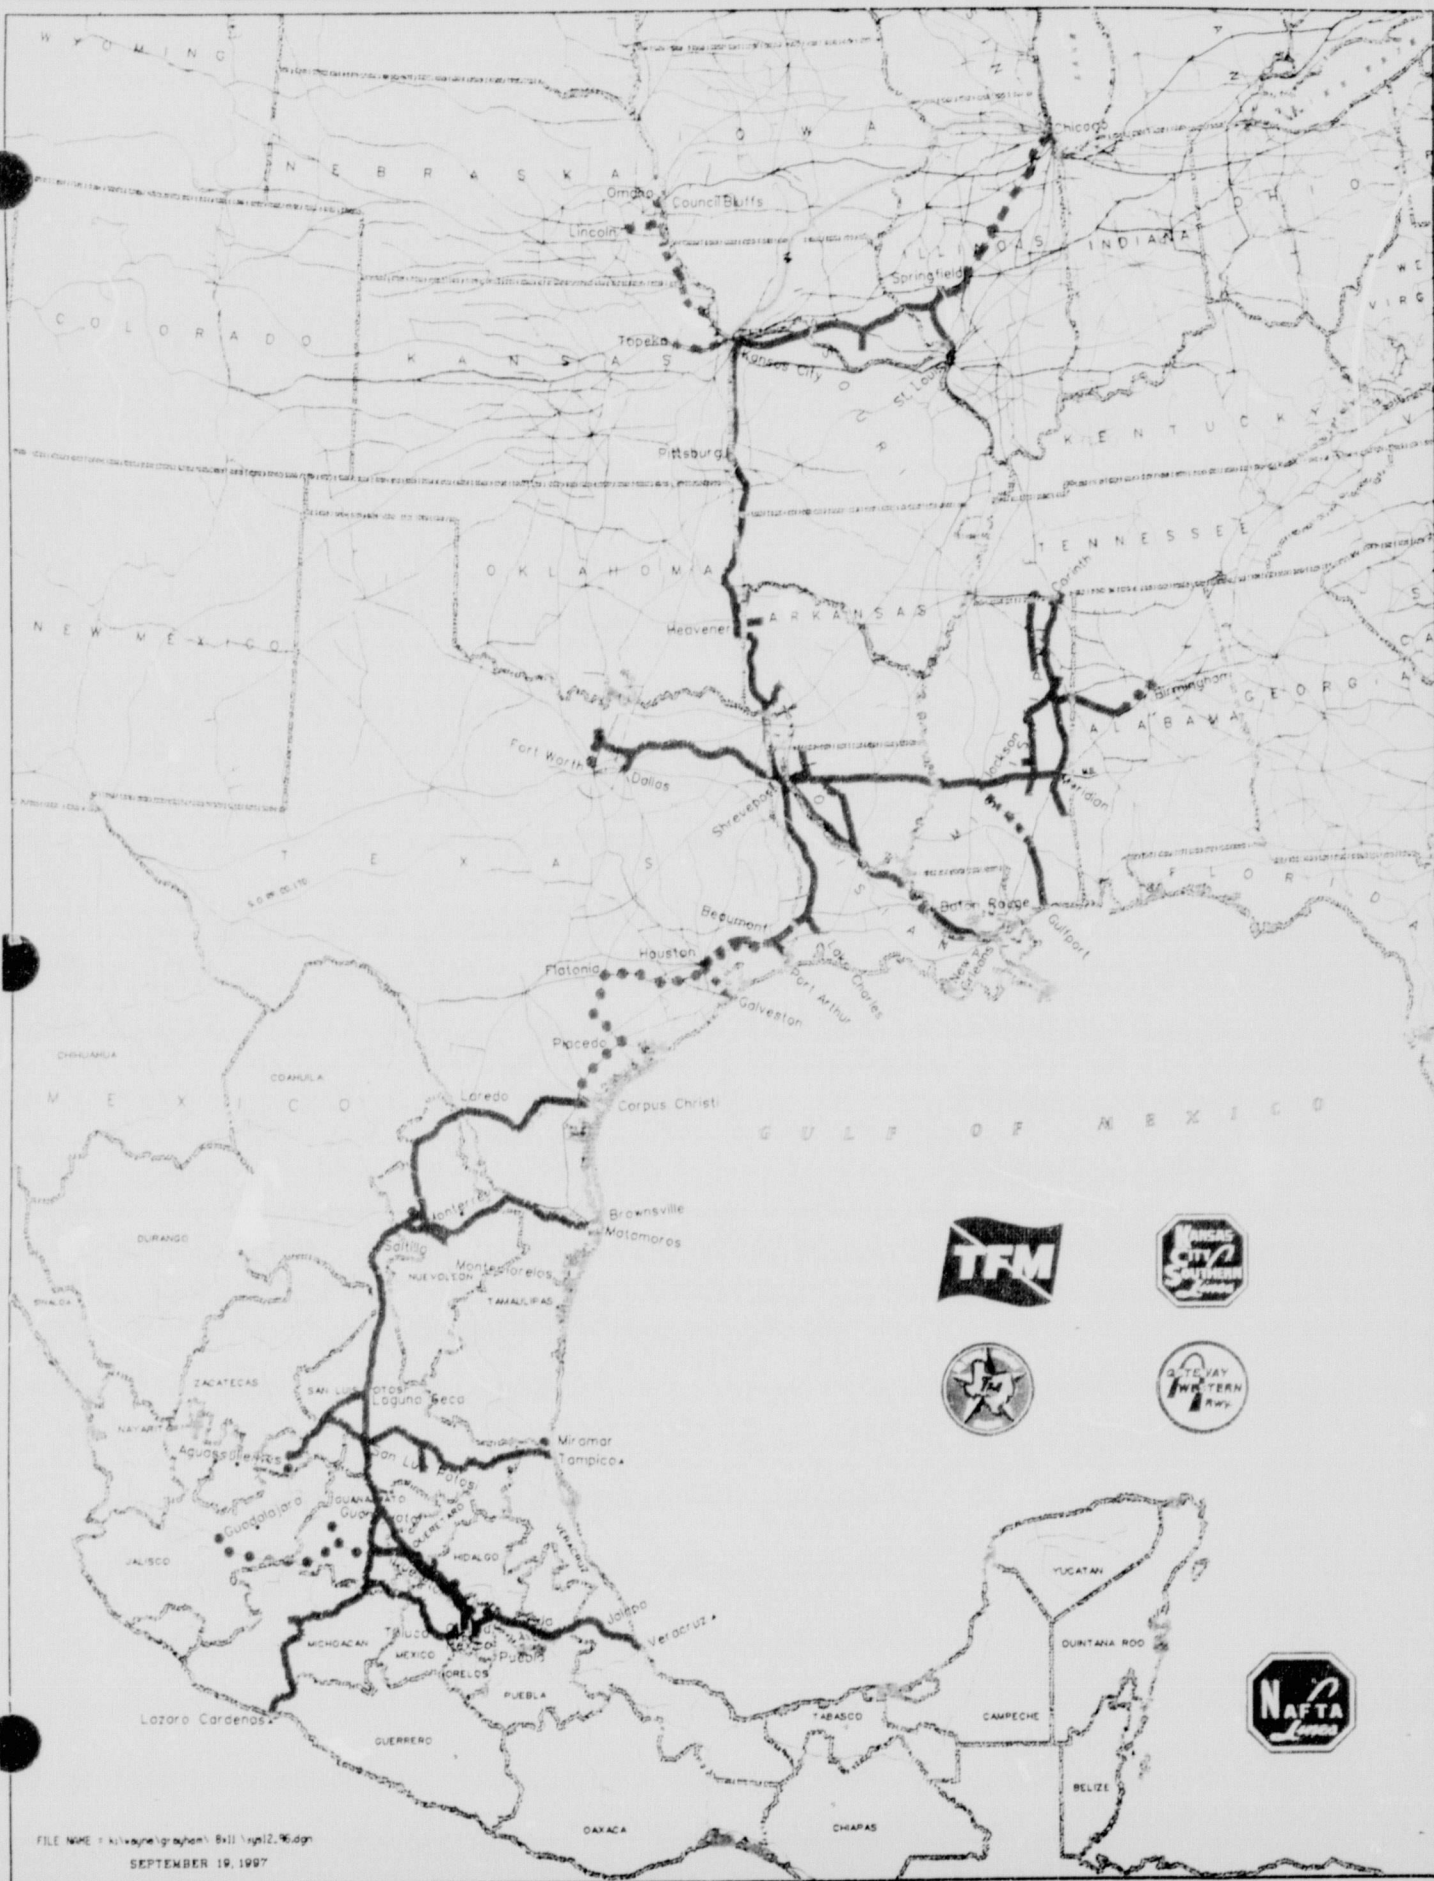 WYOMING
IOWA
Chicago
NEBRASKA
OHIO
Omaha
Council Bluffs
Lincoln
ILLINOIS
INDIANA
WE
VIRG
Springfield
COLORADO
KANSAS
Topeka
Kansas City
St. Louis
KENTUCKY
Pittsburg
TENNESSEE
OKLAHOMA
Corinth
ARKANSAS
NEW MEXICO
Heavener
Birmingham
GEORGIA
ALABAMA
Fort Worth
Dallas
Jackson
Meridian
Shreveport
TEXAS
FLORIDA
Beaumont
Baton Rouge
Gulfport
Houston
New Orleans
Flatonia
Lake Charles
Port Arthur
Galveston
Placedo
CHIHUAHUA
COAHUILA
MEXICO
Laredo
Corpus Christi
GULF OF MEXICO
Brownsville
Matamoros
DURANGO
Saltillo
NUEVO LEON
Montemorelos
TAMAULIPAS
TFM
KANSAS
CITY
SOUTHERN
Lines
ZACATECAS
SAN LUIS POTOSI
Laguna Seca
NAYARIT
Aguascalientes
San Luis Potosi
Miramar
Tampico
GATEWAY
WESTERN
RWY
GUANAJUATO
Guadalajara
QUERETARO
VERACRUZ
JALISCO
HIDALGO
YUCATAN
Jalapa
Veracruz
MICHOACAN
Toluca
MEXICO
Puebla
MORELOS
QUINTANA ROO
PUEBLA
Lazaro Cardenas
TABASCO
CAMPECHE
GUERRERO
NAFTA
Lines
BELIZE
OAXACA
CHIAPAS
SEPTEMBER 19, 1997